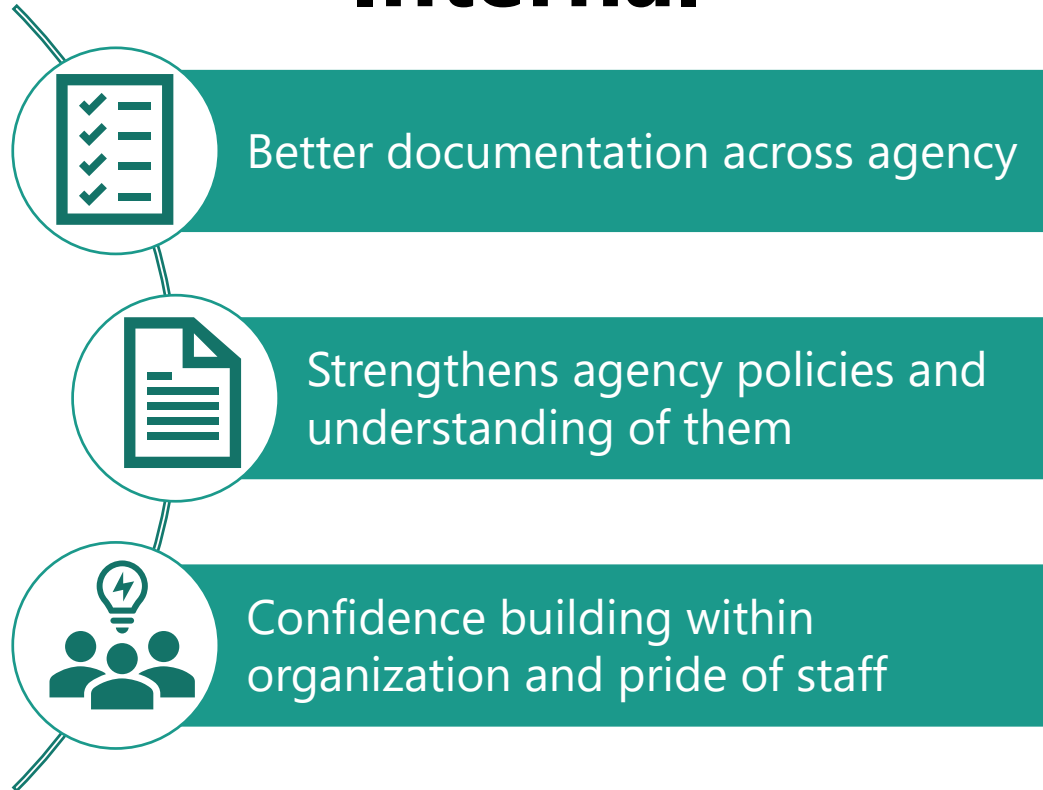 Internal
Better documentation across agency
Strengthens agency policies and
understanding of them
Confidence building within
organization and pride of staff